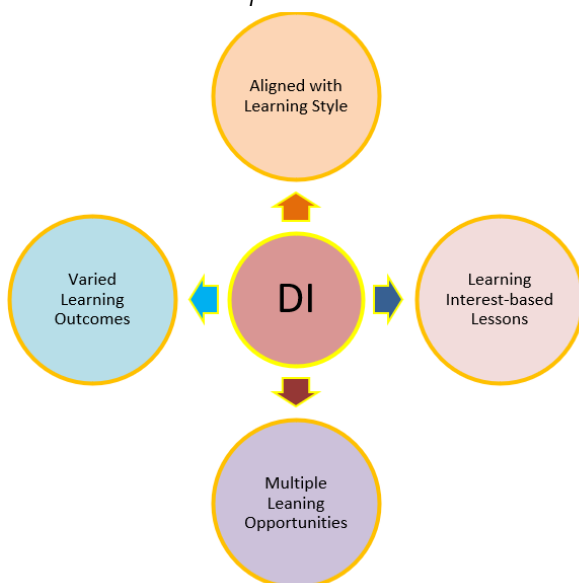 Aligned with
Learning Style
Varied
Learning
Outcomes
DI
Learning
Interest-based
Lessons
Multiple
Leaning
Opportunities